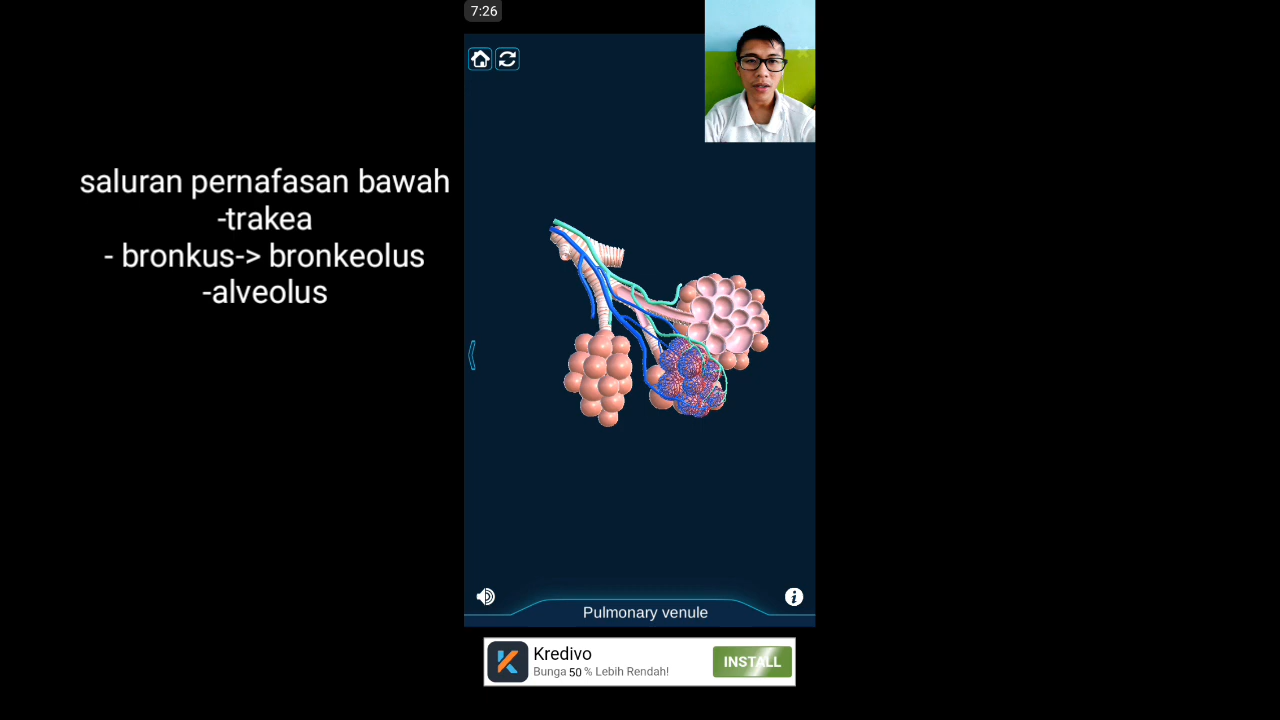 7:26
saluran pernafasan bawah
-trakea
- bronkus-> bronkeolus
-alveolus
Pulmonary venule
Kredivo
Bunga 50 % Lebih Rendah!
INSTALL